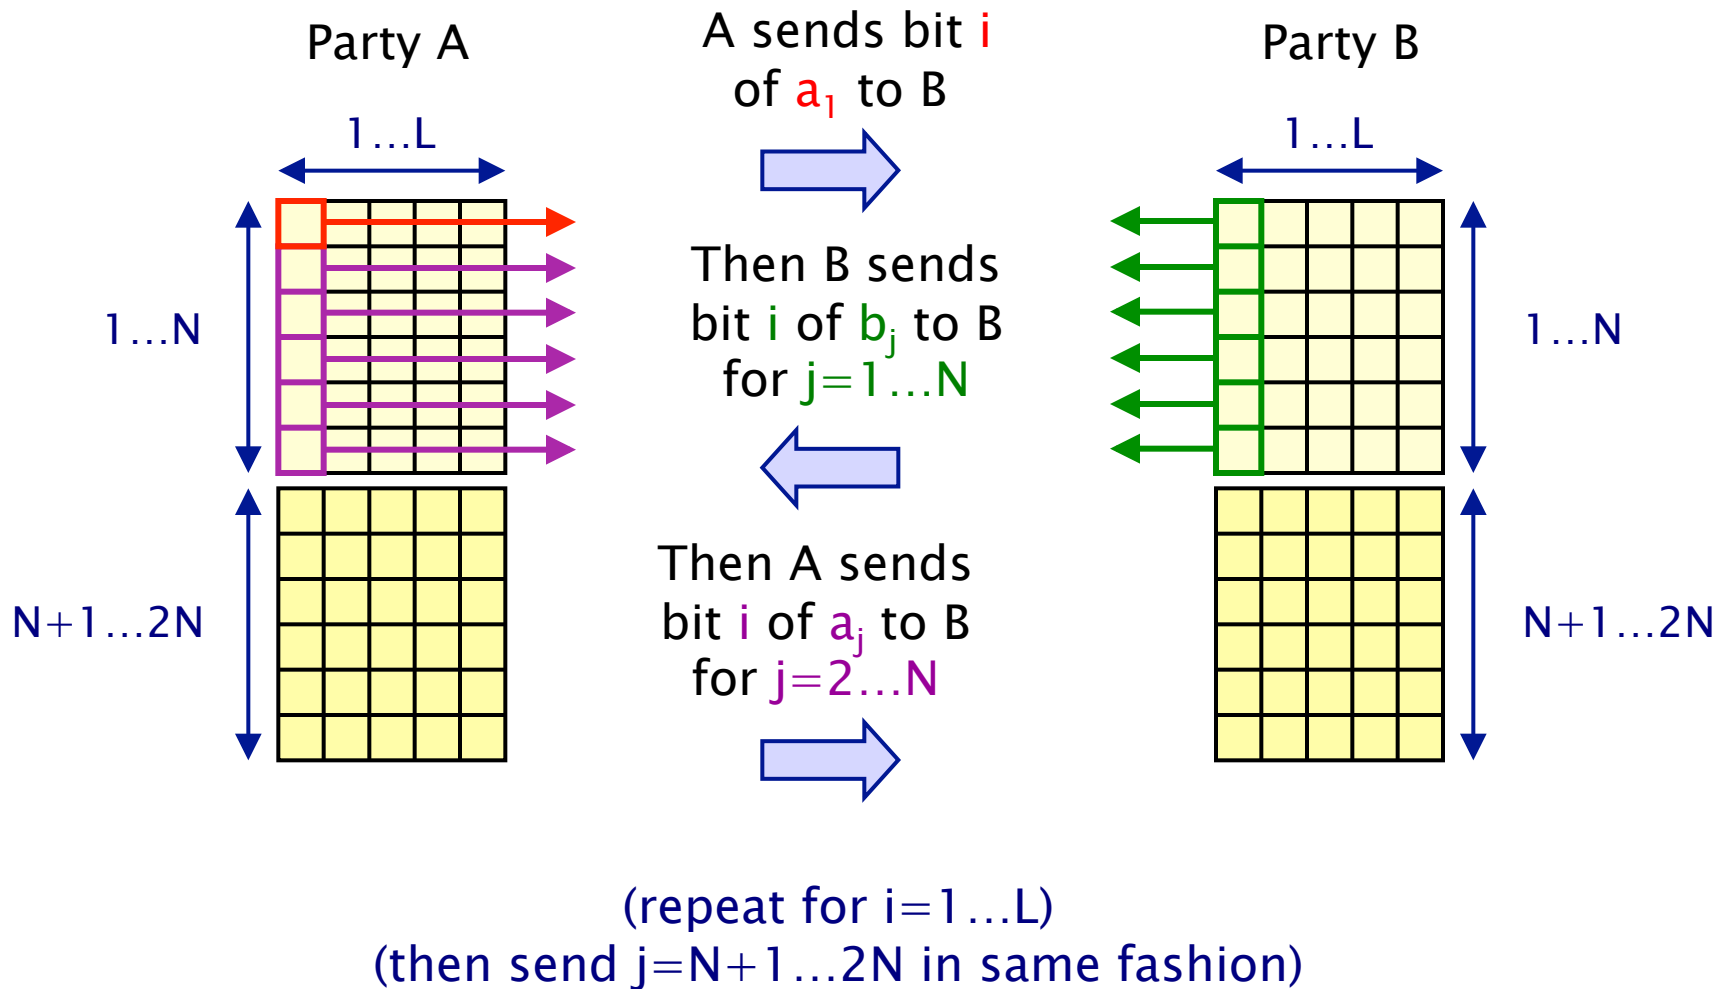 Party A
A sends bit i
of a₁ to B
Party B
1...L
1...L
1...N
Then B sends
bit i of bⱼ to B
for j=1...N
1...N
N+1...2N
Then A sends
bit i of aⱼ to B
for j=2...N
N+1...2N
(repeat for i=1...L)
(then send j=N+1...2N in same fashion)